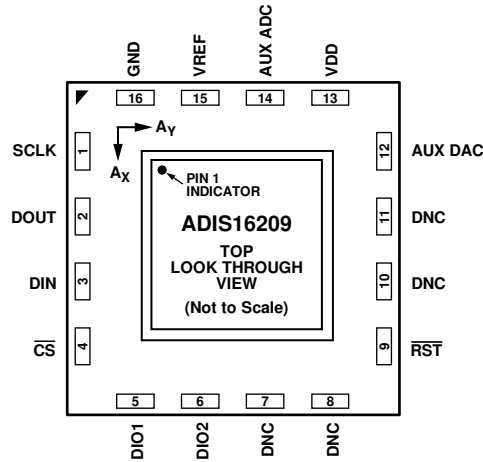 GND
VREF
AUX ADC
VDD
16
15
14
13
SCLK
1
AY
AX
12
AUX DAC
PIN 1
INDICATOR
DOUT
2
ADIS16209
11
DNC
TOP
LOOK THROUGH
VIEW
DIN
3
10
DNC
(Not to Scale)
CS
4
9
RST
5
6
7
8
DIO1
DIO2
DNC
DNC